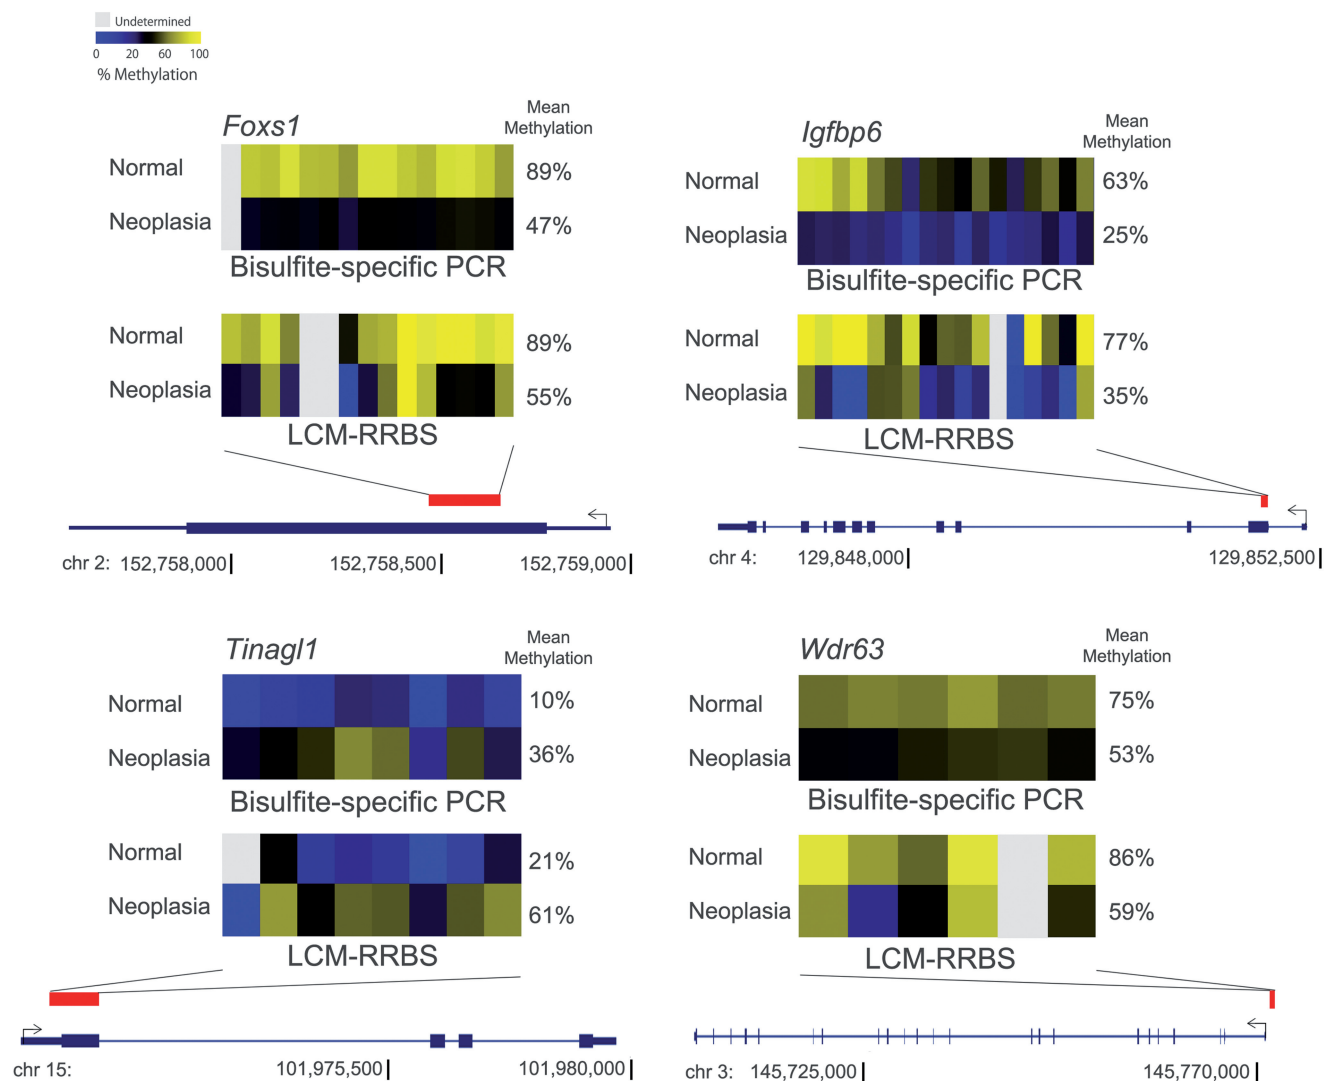 Undetermined
0 20 60 100
% Methylation
Foxs1
Mean
Methylation
Normal 89%
Neoplasia 47%
Bisulfite-specific PCR
Normal 89%
Neoplasia 55%
LCM-RRBS
chr 2: 152,758,000 152,758,500 152,759,000
Igfbp6
Mean
Methylation
Normal 63%
Neoplasia 25%
Bisulfite-specific PCR
Normal 77%
Neoplasia 35%
LCM-RRBS
chr 4: 129,848,000 129,852,500
Tinagl1
Mean
Methylation
Normal 10%
Neoplasia 36%
Bisulfite-specific PCR
Normal 21%
Neoplasia 61%
LCM-RRBS
chr 15: 101,975,500 101,980,000
Wdr63
Mean
Methylation
Normal 75%
Neoplasia 53%
Bisulfite-specific PCR
Normal 86%
Neoplasia 59%
LCM-RRBS
chr 3: 145,725,000 145,770,000